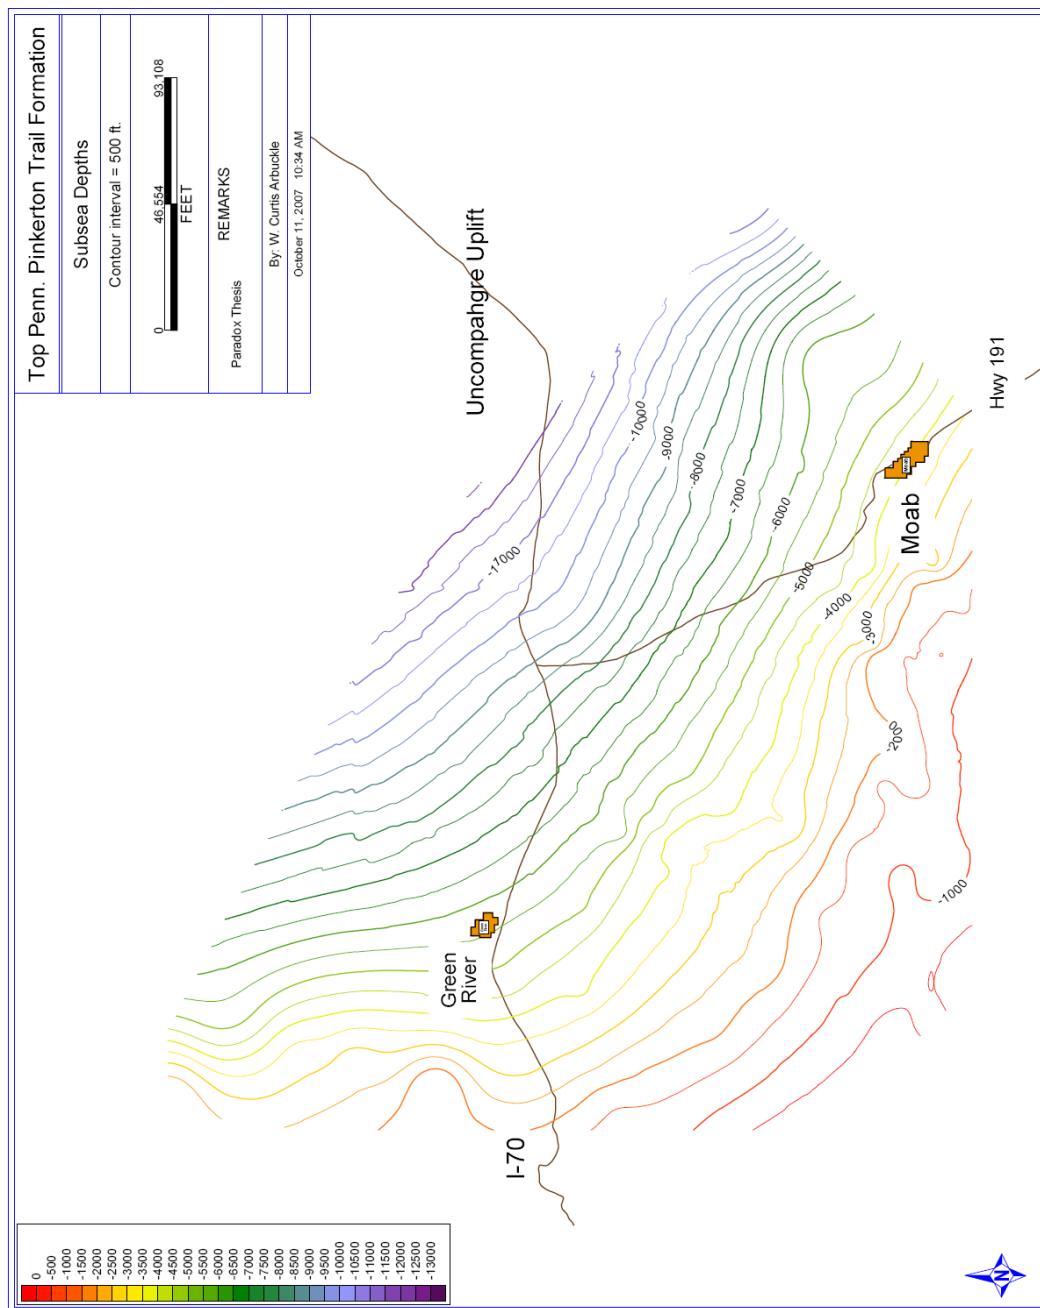 Top Penn. Pinkerton Trail Formation
Subsea Depths
Contour interval = 500 ft.
0 46,554 93,108
FEET
REMARKS
Paradox Thesis
By: W. Curtis Arbuckle
October 11, 2007 10:34 AM
Uncompahgre Uplift
Hwy 191
Moab
Moab
Green
River
I-70
-17000
-10000
-9000
-8000
-7000
-6000
-5000
-4000
-3000
-2000
-1000
0
-500
-1000
-1500
-2000
-2500
-3000
-3500
-4000
-4500
-5000
-5500
-6000
-6500
-7000
-7500
-8000
-8500
-9000
-9500
-10000
-10500
-11000
-11500
-12000
-12500
-13000
N